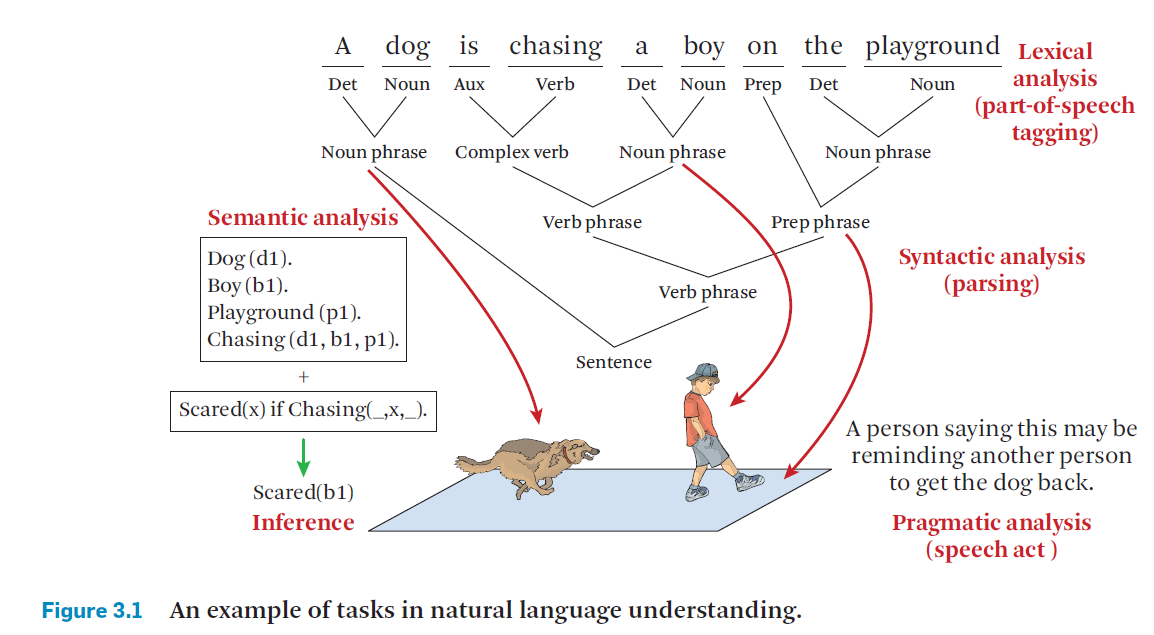 A dog is chasing a boy on the playground
Lexical
analysis
(part-of-speech
tagging)
Det Noun Aux Verb Det Noun Prep Det Noun
Noun phrase Complex verb Noun phrase Noun phrase
Semantic analysis
Verb phrase Prep phrase
Dog (d1).
Boy (b1).
Playground (p1).
Chasing (d1, b1, p1).
Syntactic analysis
(parsing)
Verb phrase
Sentence
+
Scared(x) if Chasing(_,x,_).
Scared(b1)
Inference
A person saying this may be
reminding another person
to get the dog back.
Pragmatic analysis
(speech act )
Figure 3.1 An example of tasks in natural language understanding.